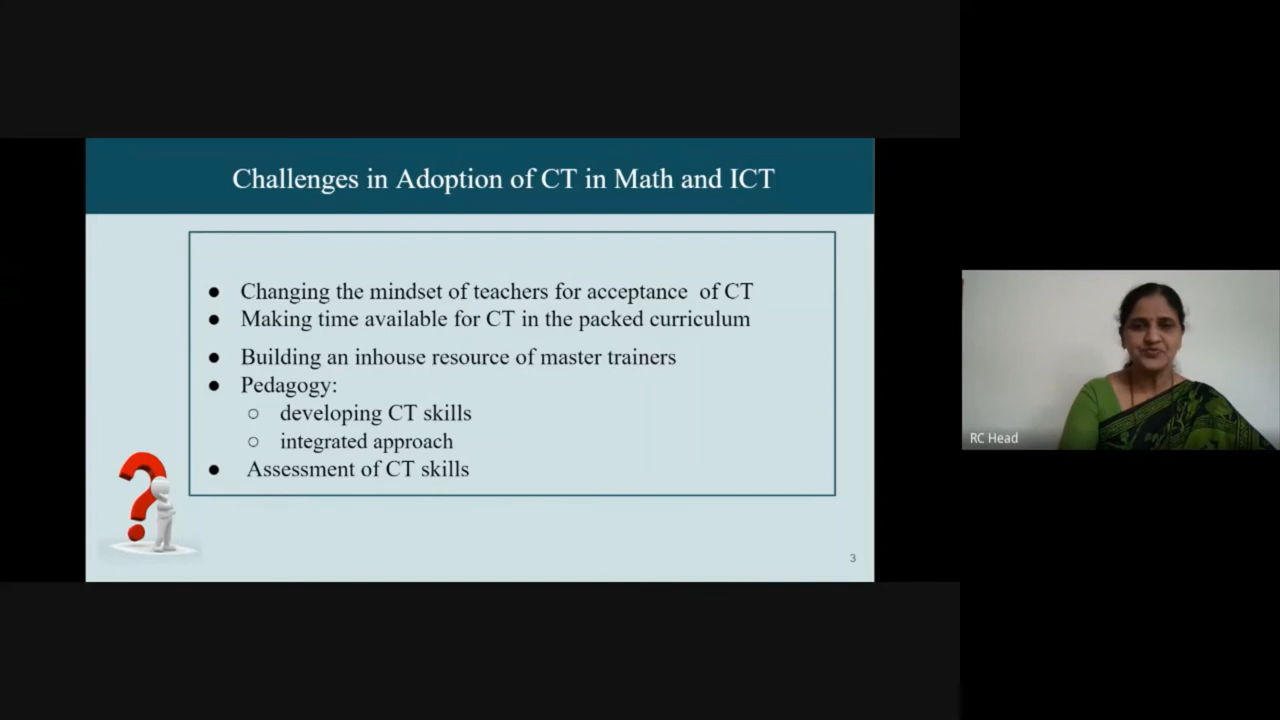 Challenges in Adoption of CT in Math and ICT
● Changing the mindset of teachers for acceptance of CT
● Making time available for CT in the packed curriculum
● Building an inhouse resource of master trainers
● Pedagogy:
○ developing CT skills
○ integrated approach
● Assessment of CT skills
3
RC Head